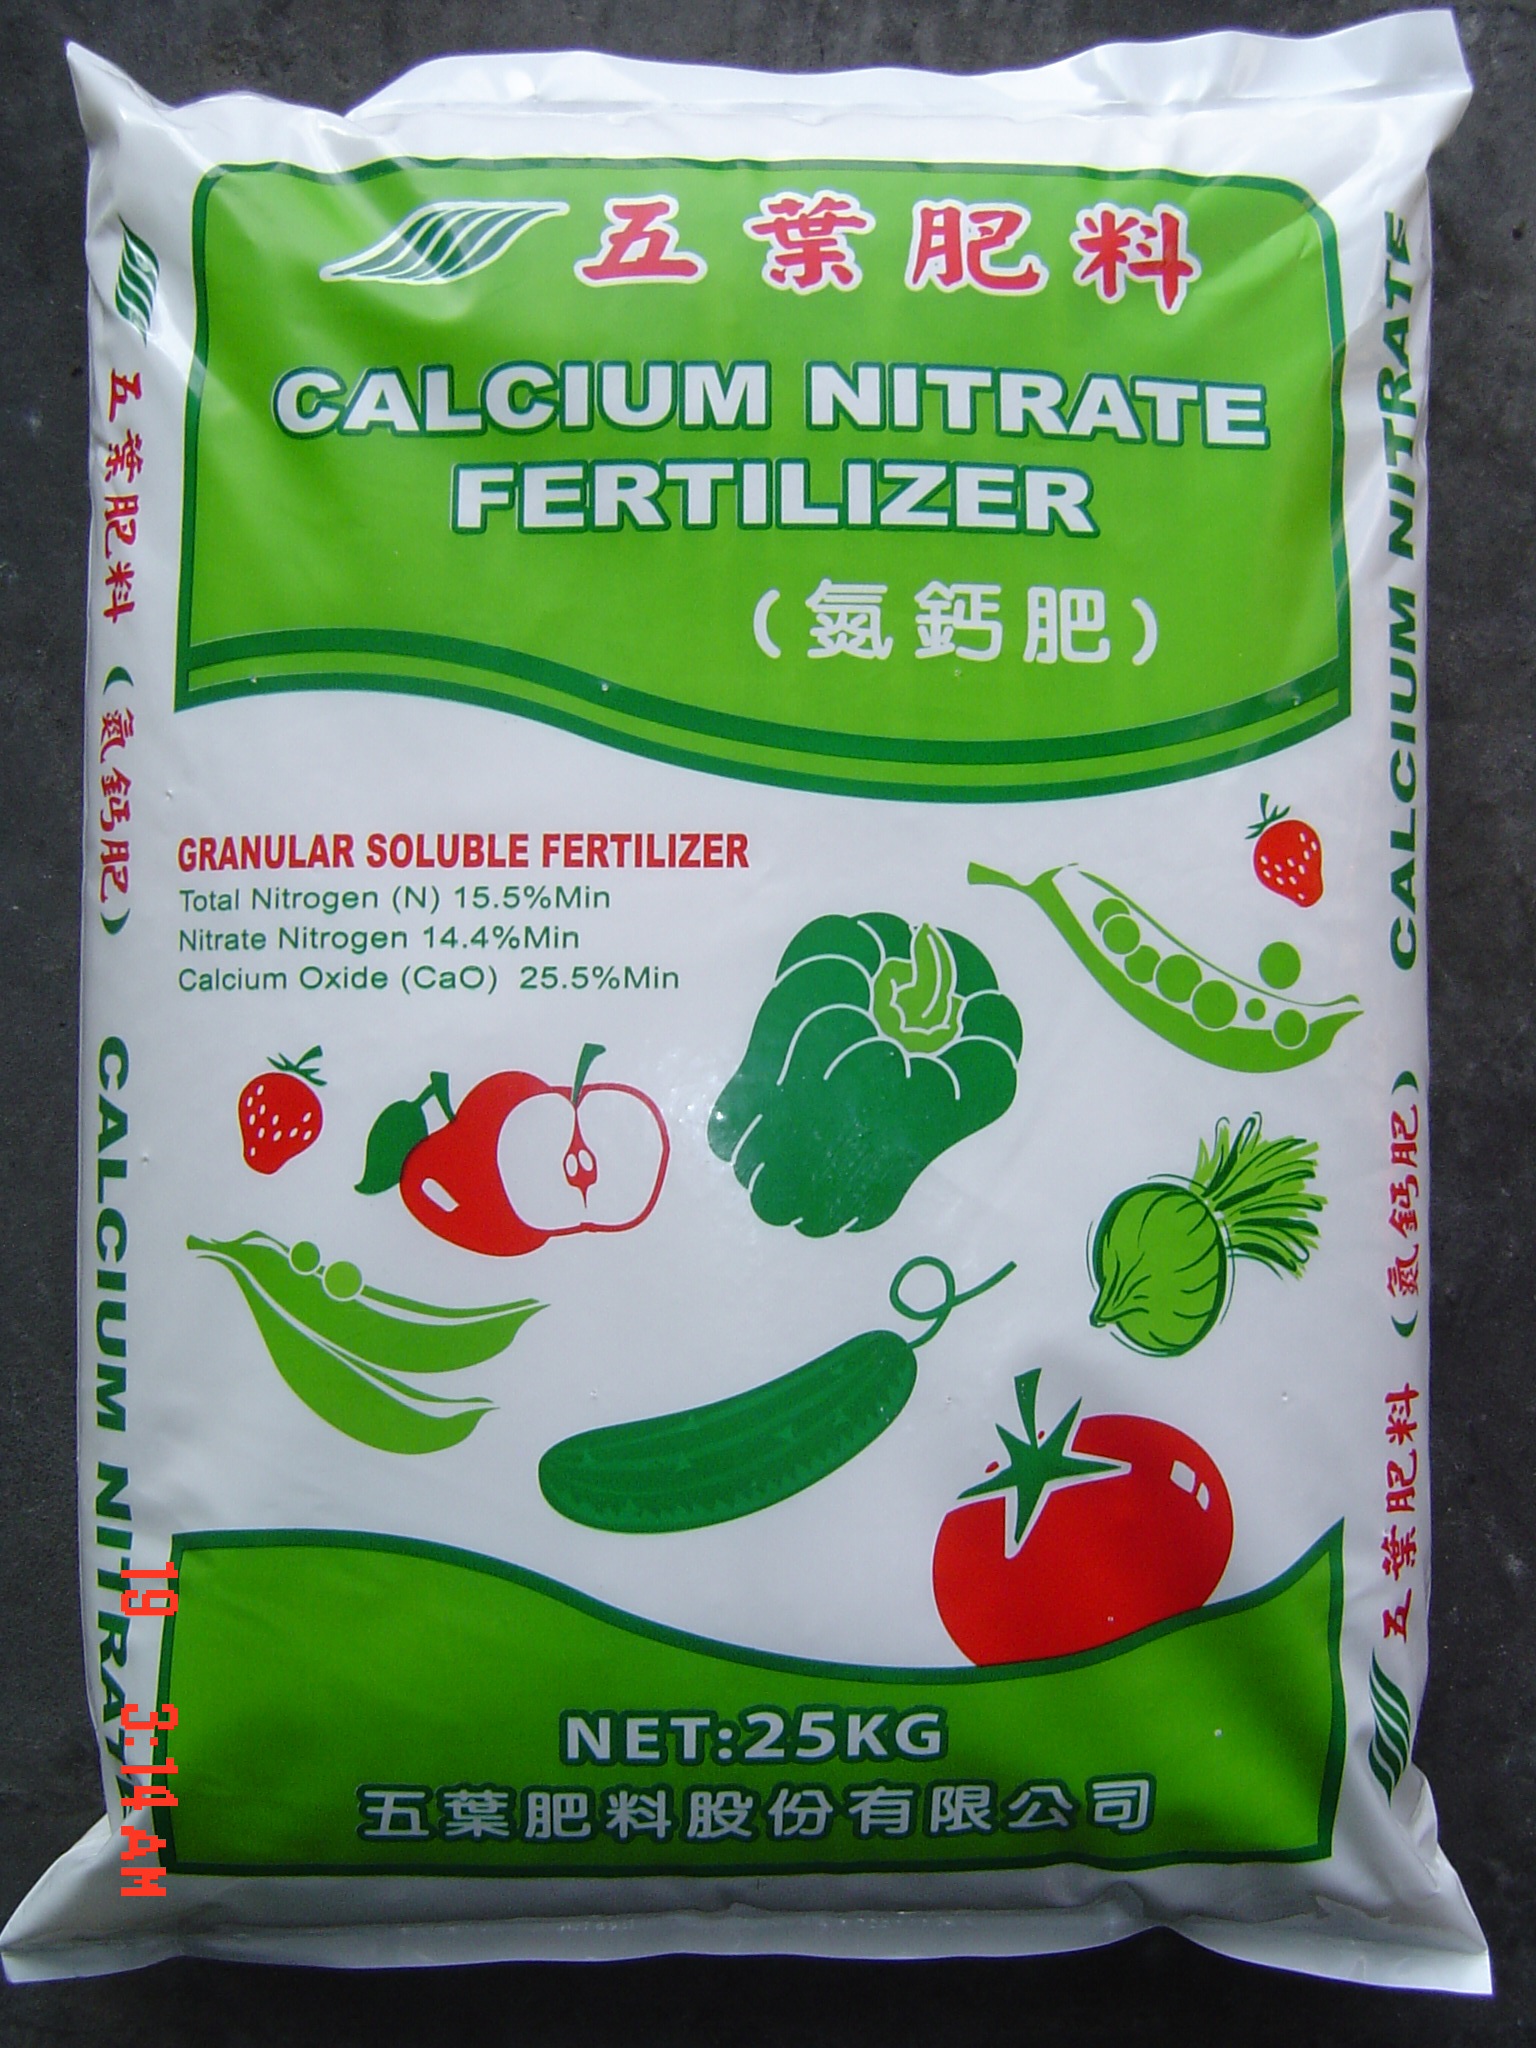 五葉肥料
CALCIUM NITRATE
FERTILIZER
(氮鈣肥)
GRANULAR SOLUBLE FERTILIZER
Total Nitrogen (N) 15.5%Min
Nitrate Nitrogen 14.4%Min
Calcium Oxide (CaO) 25.5%Min
NET:25KG
五葉肥料股份有限公司
五葉肥料 (氮鈣肥) CALCIUM NITRATE
五葉肥料 (氮鈣肥) CALCIUM NITRATE
19 3:14 AM